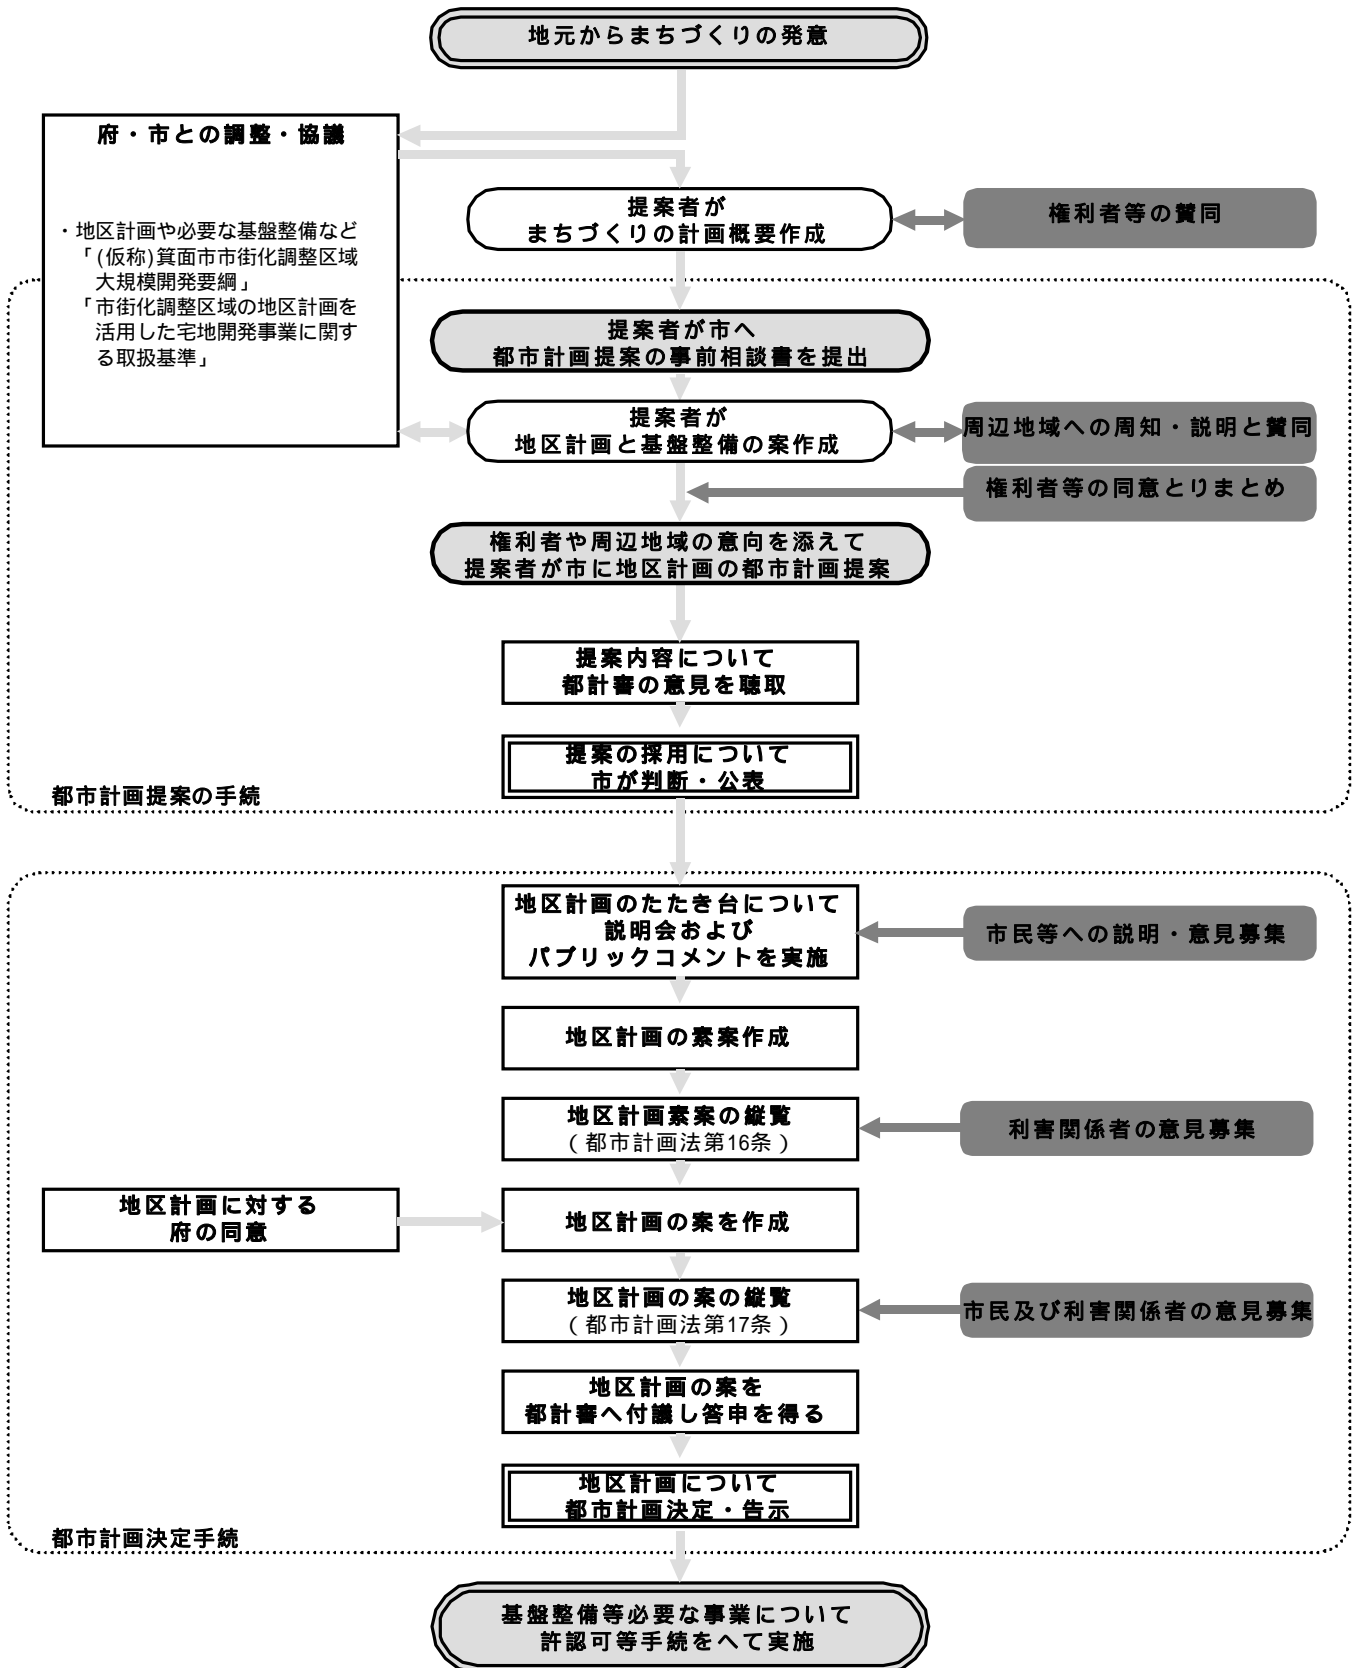 地元からまちづくりの発意
府・市との調整・協議
・地区計画や必要な基盤整備など
「(仮称)箕面市市街化調整区域
大規模開発要綱」
「市街化調整区域の地区計画を
活用した宅地開発事業に関す
る取扱基準」
提案者が
まちづくりの計画概要作成
権利者等の賛同
提案者が市へ
都市計画提案の事前相談書を提出
提案者が
地区計画と基盤整備の案作成
周辺地域への周知・説明と賛同
権利者等の同意とりまとめ
権利者や周辺地域の意向を添えて
提案者が市に地区計画の都市計画提案
提案内容について
都計審の意見を聴取
提案の採用について
市が判断・公表
都市計画提案の手続
地区計画のたたき台について
説明会および
パブリックコメントを実施
市民等への説明・意見募集
地区計画の素案作成
地区計画素案の縦覧
(都市計画法第16条)
利害関係者の意見募集
地区計画に対する
府の同意
地区計画の案を作成
地区計画の案の縦覧
(都市計画法第17条)
市民及び利害関係者の意見募集
地区計画の案を
都計審へ付議し答申を得る
地区計画について
都市計画決定・告示
都市計画決定手続
基盤整備等必要な事業について
許認可等手続をへて実施